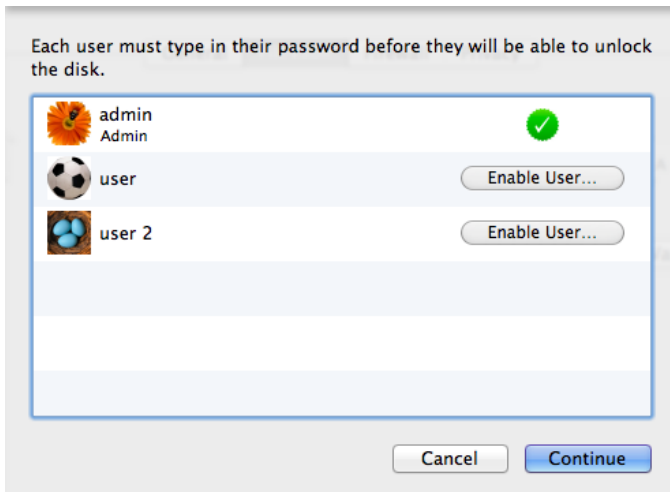 Each user must type in their password before they will be able to unlock
the disk.
admin
Admin
user
Enable User...
user 2
Enable User...
Cancel
Continue